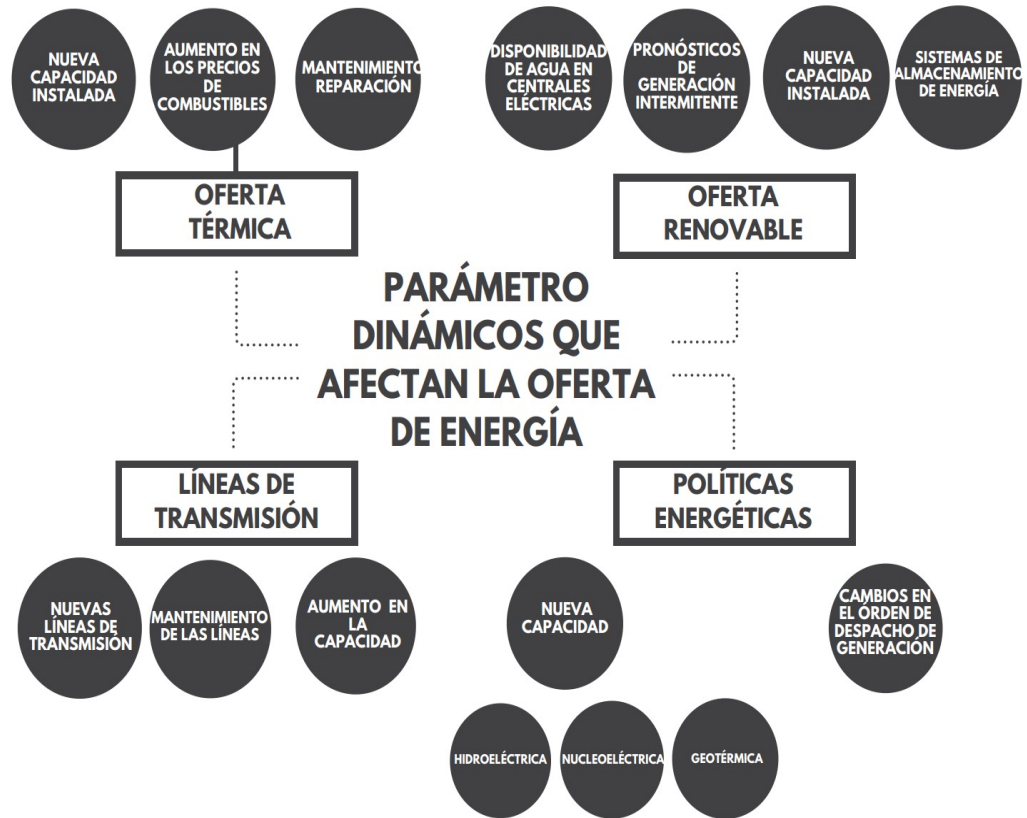 NUEVA
CAPACIDAD
INSTALADA
AUMENTO EN
LOS PRECIOS
DE
COMBUSTIBLES
MANTENIMIENTO
REPARACIÓN
DISPONIBILIDAD
DE AGUA EN
CENTRALES
ELÉCTRICAS
PRONÓSTICOS
DE
GENERACIÓN
INTERMITENTE
NUEVA
CAPACIDAD
INSTALADA
SISTEMAS DE
ALMACENAMIENTO
DE ENERGÍA
OFERTA
TÉRMICA
OFERTA
RENOVABLE
PARÁMETRO
DINÁMICOS QUE
AFECTAN LA OFERTA
DE ENERGÍA
LÍNEAS DE
TRANSMISIÓN
POLÍTICAS
ENERGÉTICAS
NUEVAS
LÍNEAS DE
TRANSMISIÓN
MANTENIMIENTO
DE LAS LÍNEAS
AUMENTO EN
LA
CAPACIDAD
NUEVA
CAPACIDAD
CAMBIOS EN
EL ÓRDEN DE
DESPACHO DE
GENERACIÓN
HIDROELÉCTRICA
NUCLEOELÉCTRICA
GEOTÉRMICA